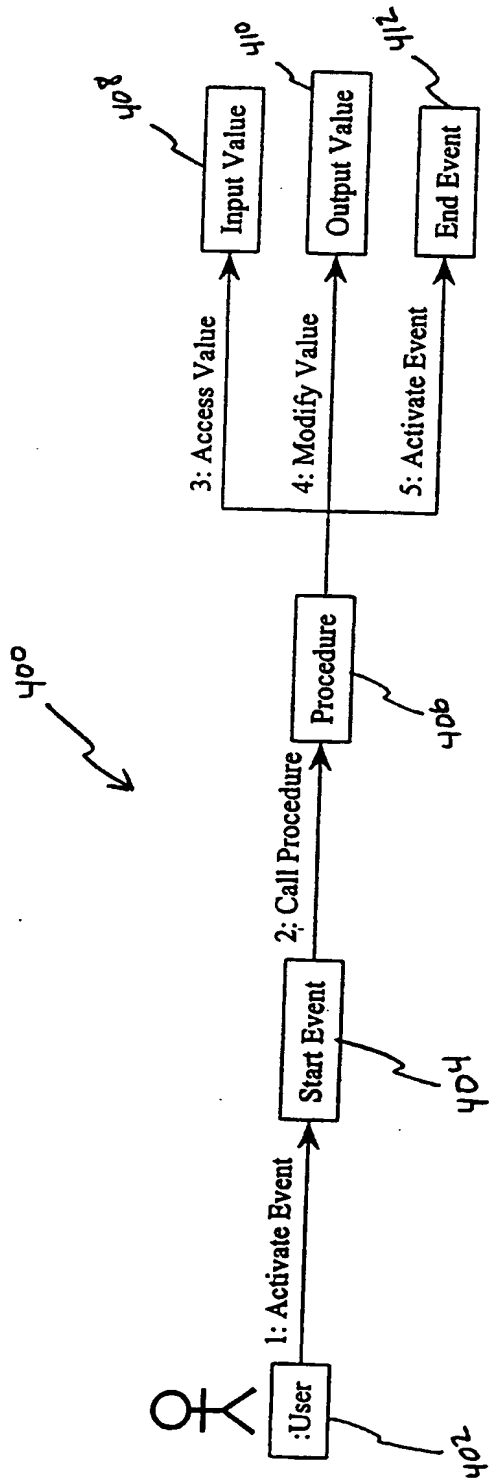 400
408
Input Value
3: Access Value
410
Output Value
4: Modify Value
412
End Event
5: Activate Event
Procedure
406
2: Call Procedure
Start Event
404
1: Activate Event
:User
402